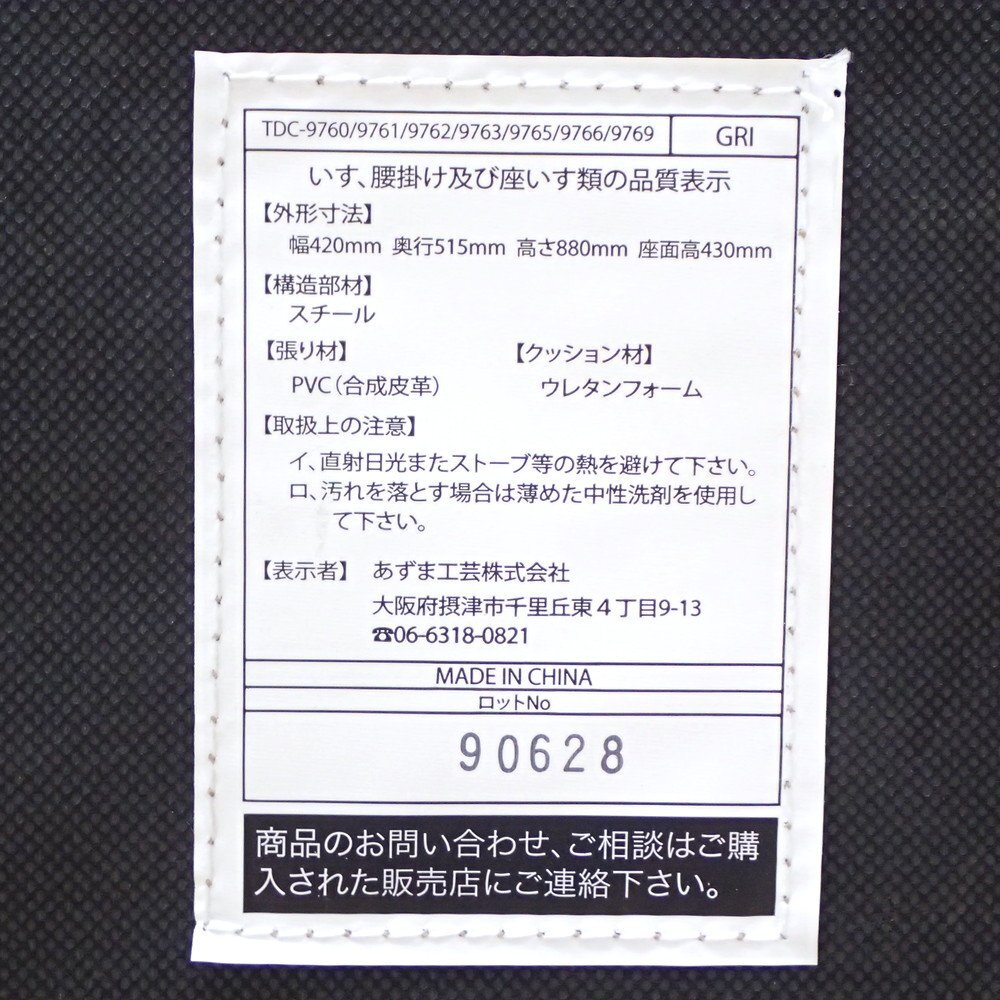 TDC-9760/9761/9762/9763/9765/9766/9769 GRI
いす、腰掛け及び座いす類の品質表示
【外形寸法】
幅420mm 奥行515mm 高さ880mm 座面高430mm
【構造部材】
スチール
【張り材】 【クッション材】
PVC（合成皮革） ウレタンフォーム
【取扱上の注意】
イ、直射日光またストーブ等の熱を避けて下さい。
ロ、汚れを落とす場合は薄めた中性洗剤を使用し
て下さい。
【表示者】 あずま工芸株式会社
大阪府摂津市千里丘東４丁目9-13
☎06-6318-0821
MADE IN CHINA
ロットNo
90628
商品のお問い合わせ、ご相談はご購
入された販売店にご連絡下さい。